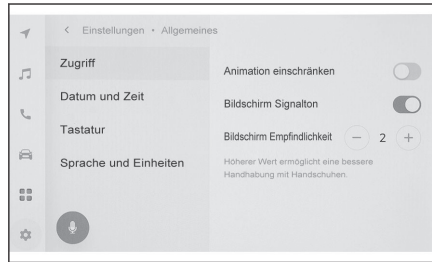 < Einstellungen • Allgemeines
Zugriff
Datum und Zeit
Tastatur
Sprache und Einheiten
Animation einschränken
Bildschirm Signalton
Bildschirm Empfindlichkeit − 2 +
Höherer Wert ermöglicht eine bessere
Handhabung mit Handschuhen.